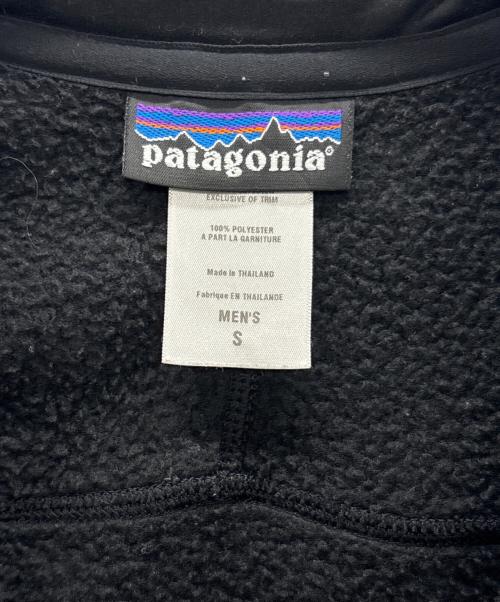 patagonia®
EXCLUSIVE OF TRIM
100% POLYESTER
A PART LA GARNITURE
Made in THAILAND
Fabriqué EN THAILANDE
MEN'S
S